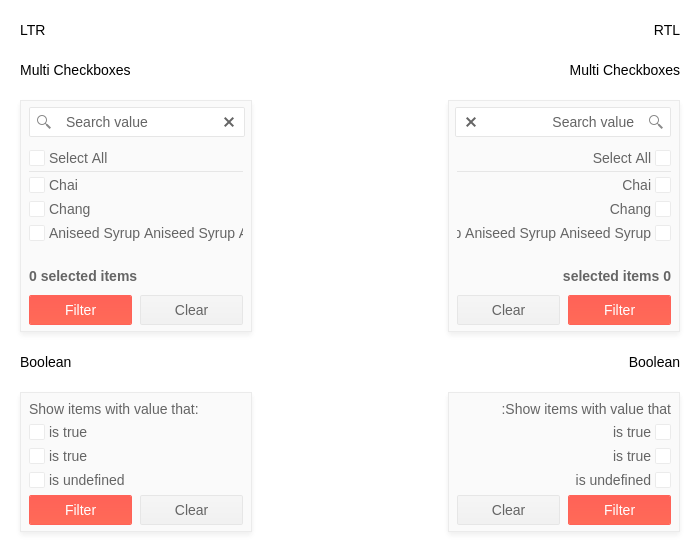 LTR
RTL
Multi Checkboxes
Multi Checkboxes
Search value
Select All
Chai
Chang
Aniseed Syrup Aniseed Syrup
0 selected items
Filter Clear
Search value
Select All
Chai
Chang
Aniseed Syrup Aniseed Syrup
selected items 0
Clear Filter
Boolean
Boolean
Show items with value that:
is true
is true
is undefined
Filter Clear
:Show items with value that
is true
is true
is undefined
Clear Filter